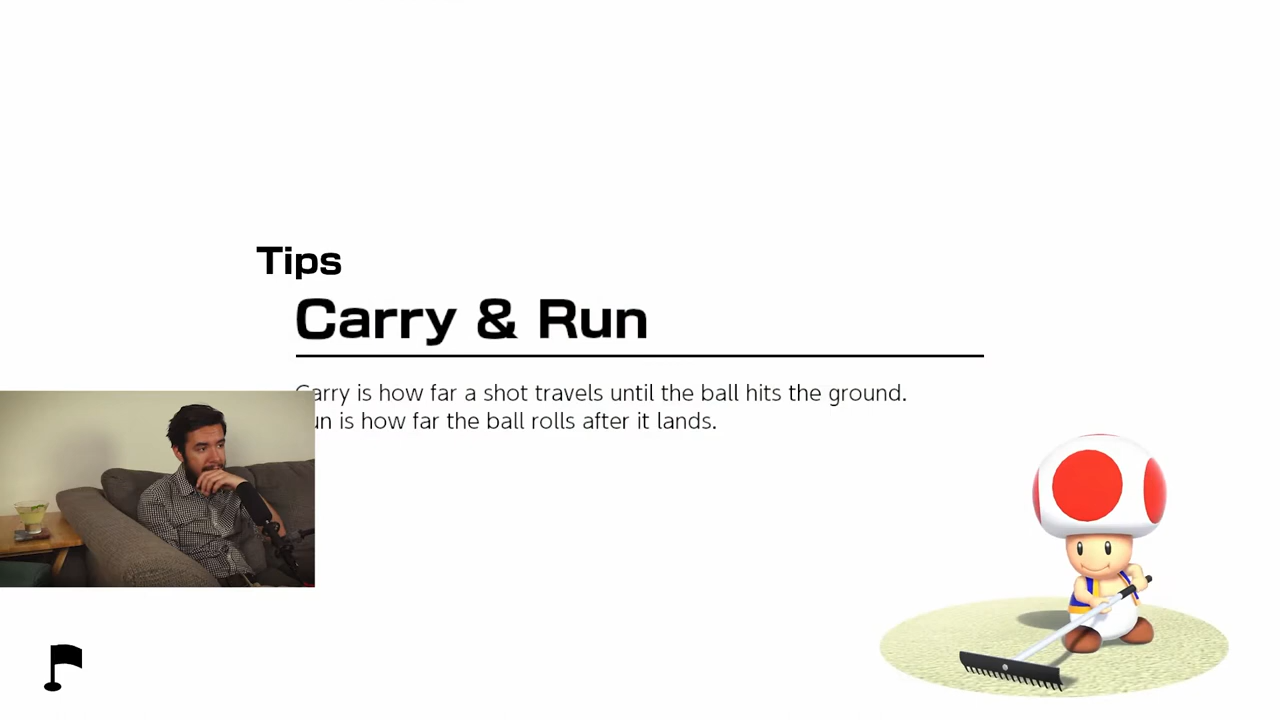 Tips
Carry & Run
Carry is how far a shot travels until the ball hits the ground.
Run is how far the ball rolls after it lands.